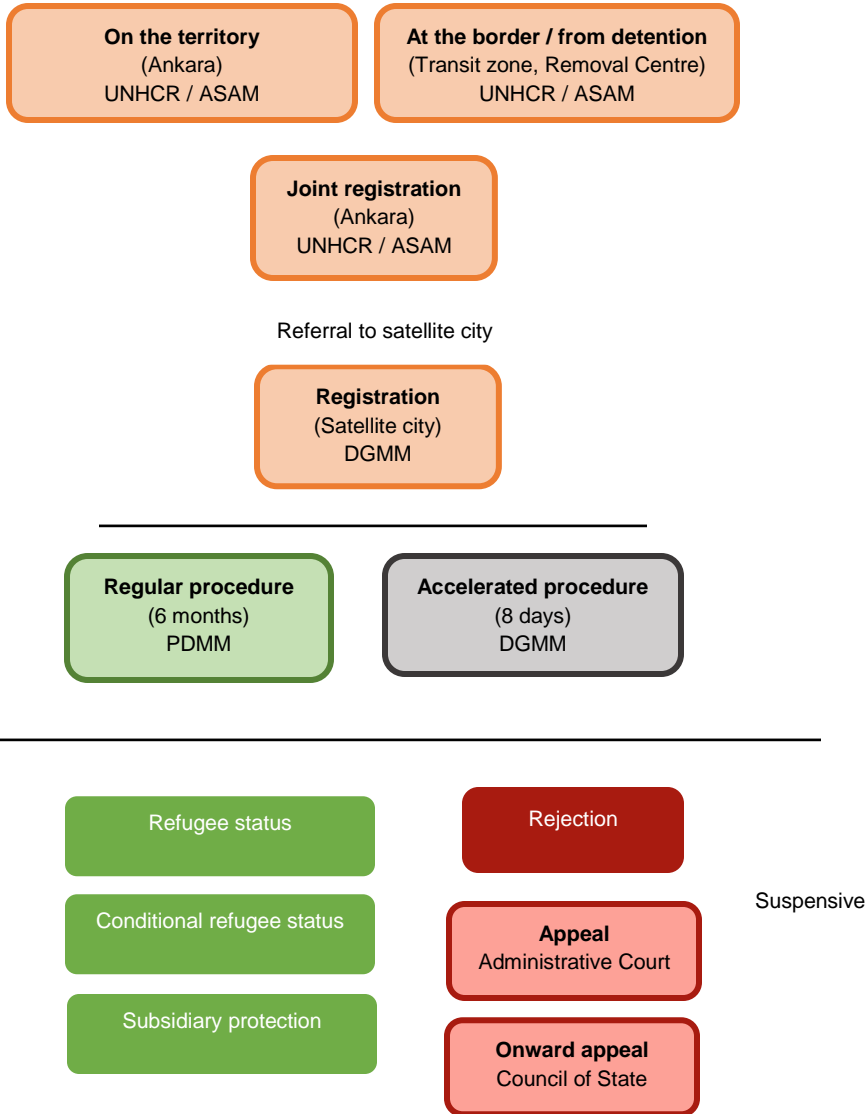 On the territory
(Ankara)
UNHCR / ASAM
At the border / from detention
(Transit zone, Removal Centre)
UNHCR / ASAM
Joint registration
(Ankara)
UNHCR / ASAM
Referral to satellite city
Registration
(Satellite city)
DGMM
Regular procedure
(6 months)
PDMM
Accelerated procedure
(8 days)
DGMM
Refugee status
Conditional refugee status
Subsidiary protection
Rejection
Suspensive
Appeal
Administrative Court
Onward appeal
Council of State